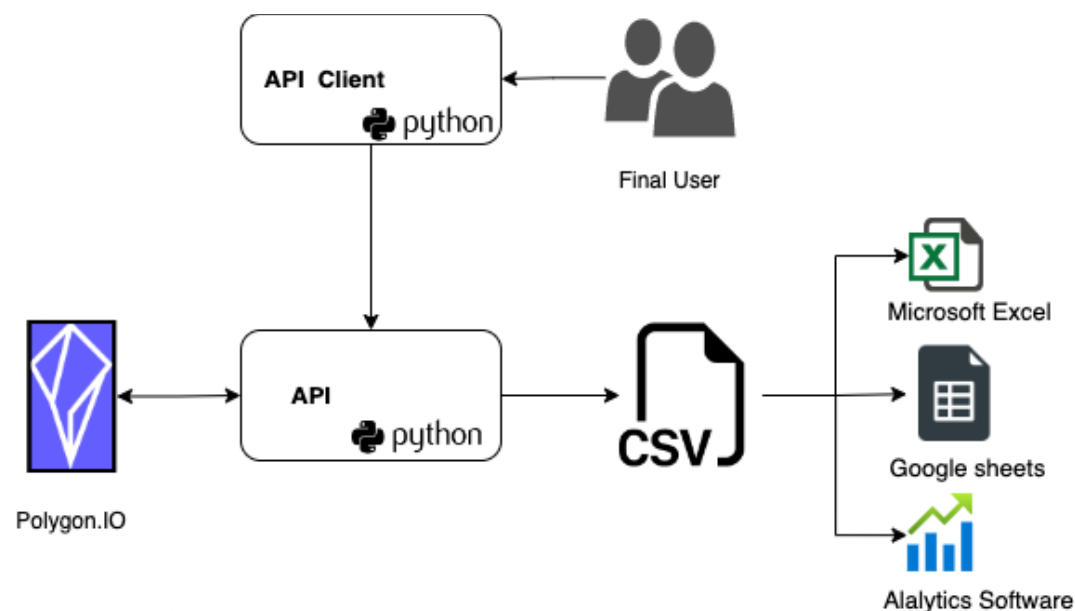 API Client
python
Final User
X
Microsoft Excel
API
python
CSV
Google sheets
Polygon.IO
Alalytics Software